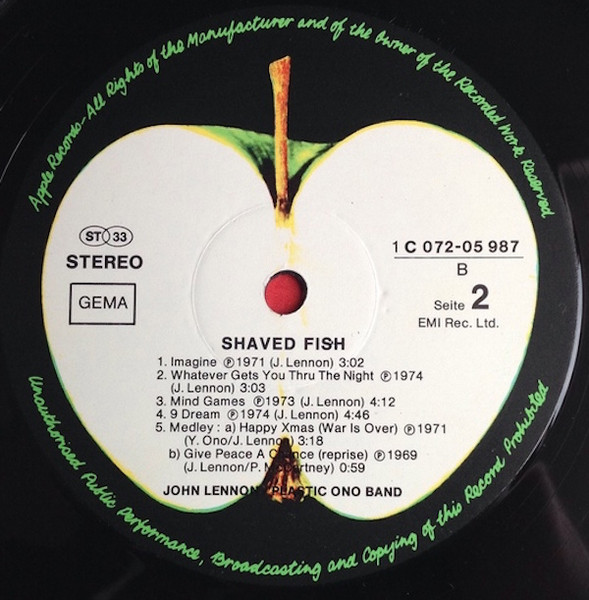 Apple Records-All Rights of the Manufacturer and of the Owner of the Recorded Work Reserved
ST 33
STEREO
GEMA
1 C 072-05 987
B
Seite 2
EMI Rec. Ltd.
SHAVED FISH
1. Imagine ℗ 1971 (J. Lennon) 3:02
2. Whatever Gets You Thru The Night ℗ 1974
(J. Lennon) 3:03
3. Mind Games ℗ 1973 (J. Lennon) 4:12
4. 9 Dream ℗ 1974 (J. Lennon) 4:46
5. Medley : a) Happy Xmas (War Is Over) ℗ 1971
(Y. Ono/J. Lennon) 3:18
b) Give Peace A Chance (reprise) ℗ 1969
(J. Lennon/P. McCartney) 0:59
JOHN LENNON / PLASTIC ONO BAND
Unauthorised Public Performance, Broadcasting and Copying of this Record Prohibited